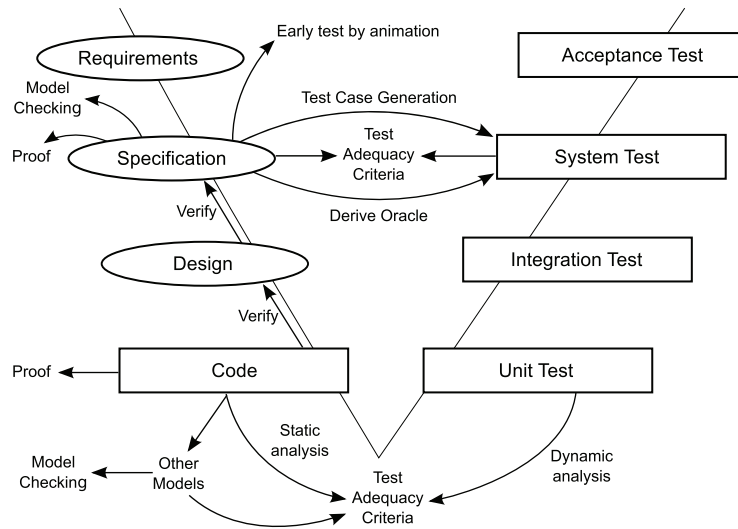 Early test by animation
Requirements
Acceptance Test
Model
Checking
Test Case Generation
Proof
Specification
Test
Adequacy
Criteria
System Test
Verify
Derive Oracle
Design
Integration Test
Verify
Proof
Code
Unit Test
Static
analysis
Dynamic
analysis
Model
Checking
Other
Models
Test
Adequacy
Criteria